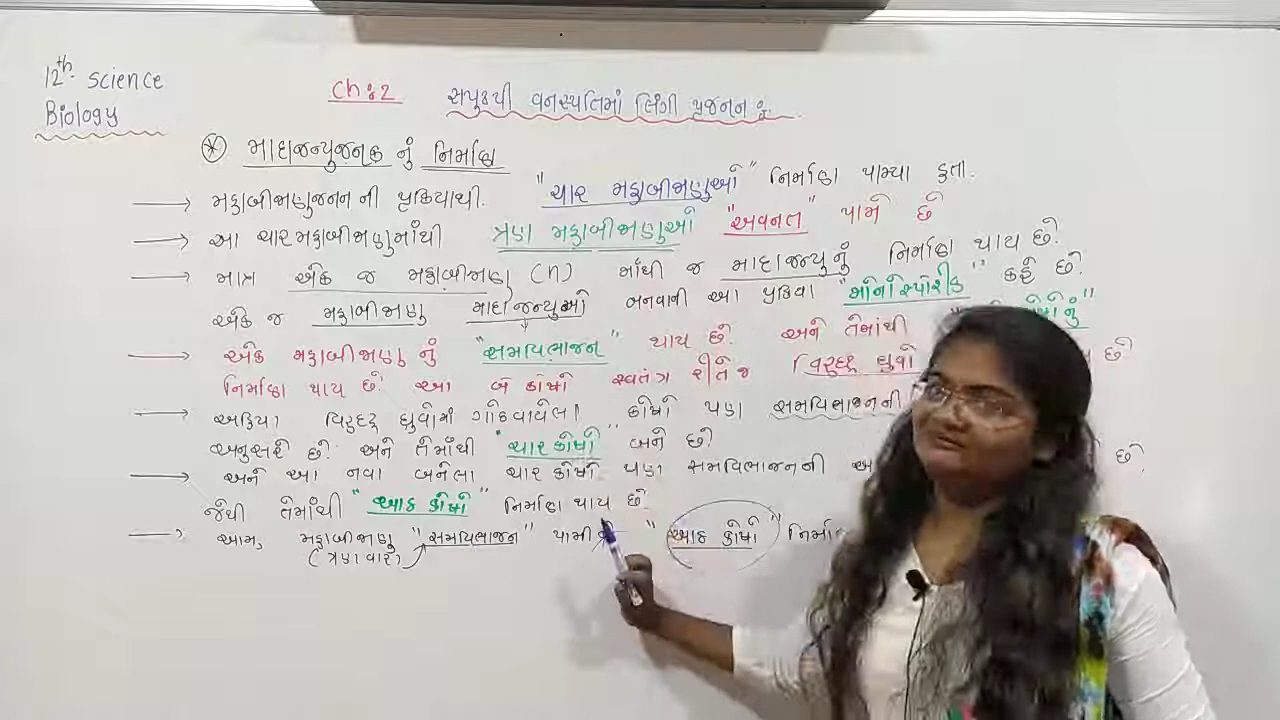 12th science
Biology
Ch:2 સપુષ્પી વનસ્પતિમાં લિંગી પ્રજનન
* માદાજન્યુજનક નું નિર્માણ
→ મહાબીજાણુજનન ની પ્રક્રિયાથી "ચાર મહાબીજાણુઓ" નિર્માણ પામ્યા હતા.
→ આ ચાર મહાબીજાણુમાંથી ત્રણ મહાબીજાણુઓ "અવનત" પામે છે
→ માત્ર એક જ મહાબીજાણુ (n) માંથી જ માદાજન્યુનું નિર્માણ થાય છે.
એક જ મહાબીજાણુ માદાજન્યુઓ બનવાની આ પ્રક્રિયા "મોનોસ્પોરીક" કહે છે.
→ એક મહાબીજાણુ નું "સમવિભાજન" થાય છે. અને તેમાંથી
નિર્માણ થાય છે. આ બે કોષો સ્વતંત્ર રીતે જ વિરુદ્ધ ધ્રુવો છે
→ અહિયા વિરુદ્ધ ધ્રુવોમાં ગોઠવાયેલા કોષો પણ સમવિભાજનની
અનુસરે છે. અને તેમાંથી "ચાર કોષો" બને છે.
→ અને આ નવા બનેલા ચાર કોષો પણ સમવિભાજનની છે.
જેથી તેમાંથી "આઠ કોષો" નિર્માણ થાય છે.
→ આમ, મહાબીજાણુ "સમવિભાજન" પામી "આઠ કોષો"
(ત્રણ વાર)